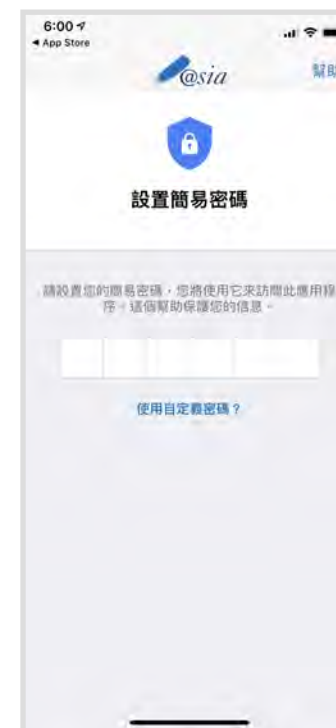 6:00
App Store
@sia
幫助
設置簡易密碼
請設置您的簡易密碼，您將使用它來訪問此應用程
序。這個幫助保護您的信息。
使用自定義密碼？